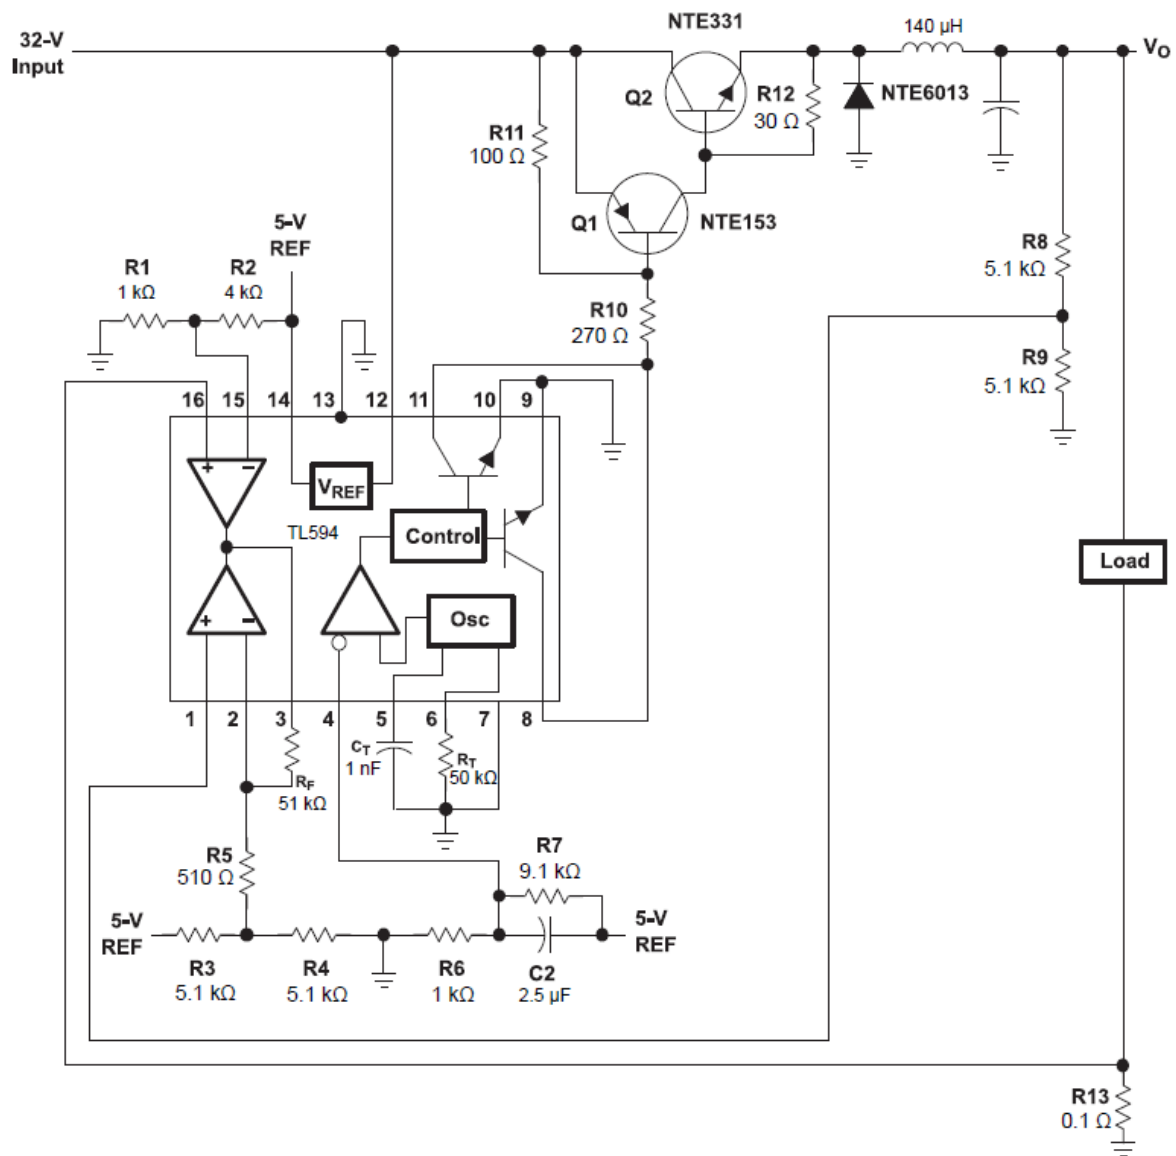 NTE331
32-V
Input
140 µH
VO
Q2
R12
30 Ω
NTE6013
R11
100 Ω
Q1
NTE153
5-V
REF
R8
5.1 kΩ
R1
1 kΩ
R2
4 kΩ
R10
270 Ω
R9
5.1 kΩ
16 15 14 13 12 11 10 9
+ −
VREF
TL594
Control
Load
+ −
Osc
1 2 3 4 5 6 7 8
CT
1 nF
RT
50 kΩ
RF
51 kΩ
R5
510 Ω
R7
9.1 kΩ
5-V
REF
5-V
REF
R3
5.1 kΩ
R4
5.1 kΩ
R6
1 kΩ
C2
2.5 µF
R13
0.1 Ω